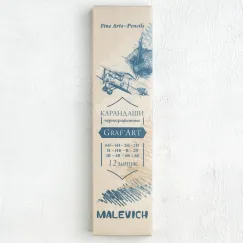 Fine Arts-Pencils
КАРАНДАШИ
чернографитные
GRAF'ART
12 штук
MALEVICH